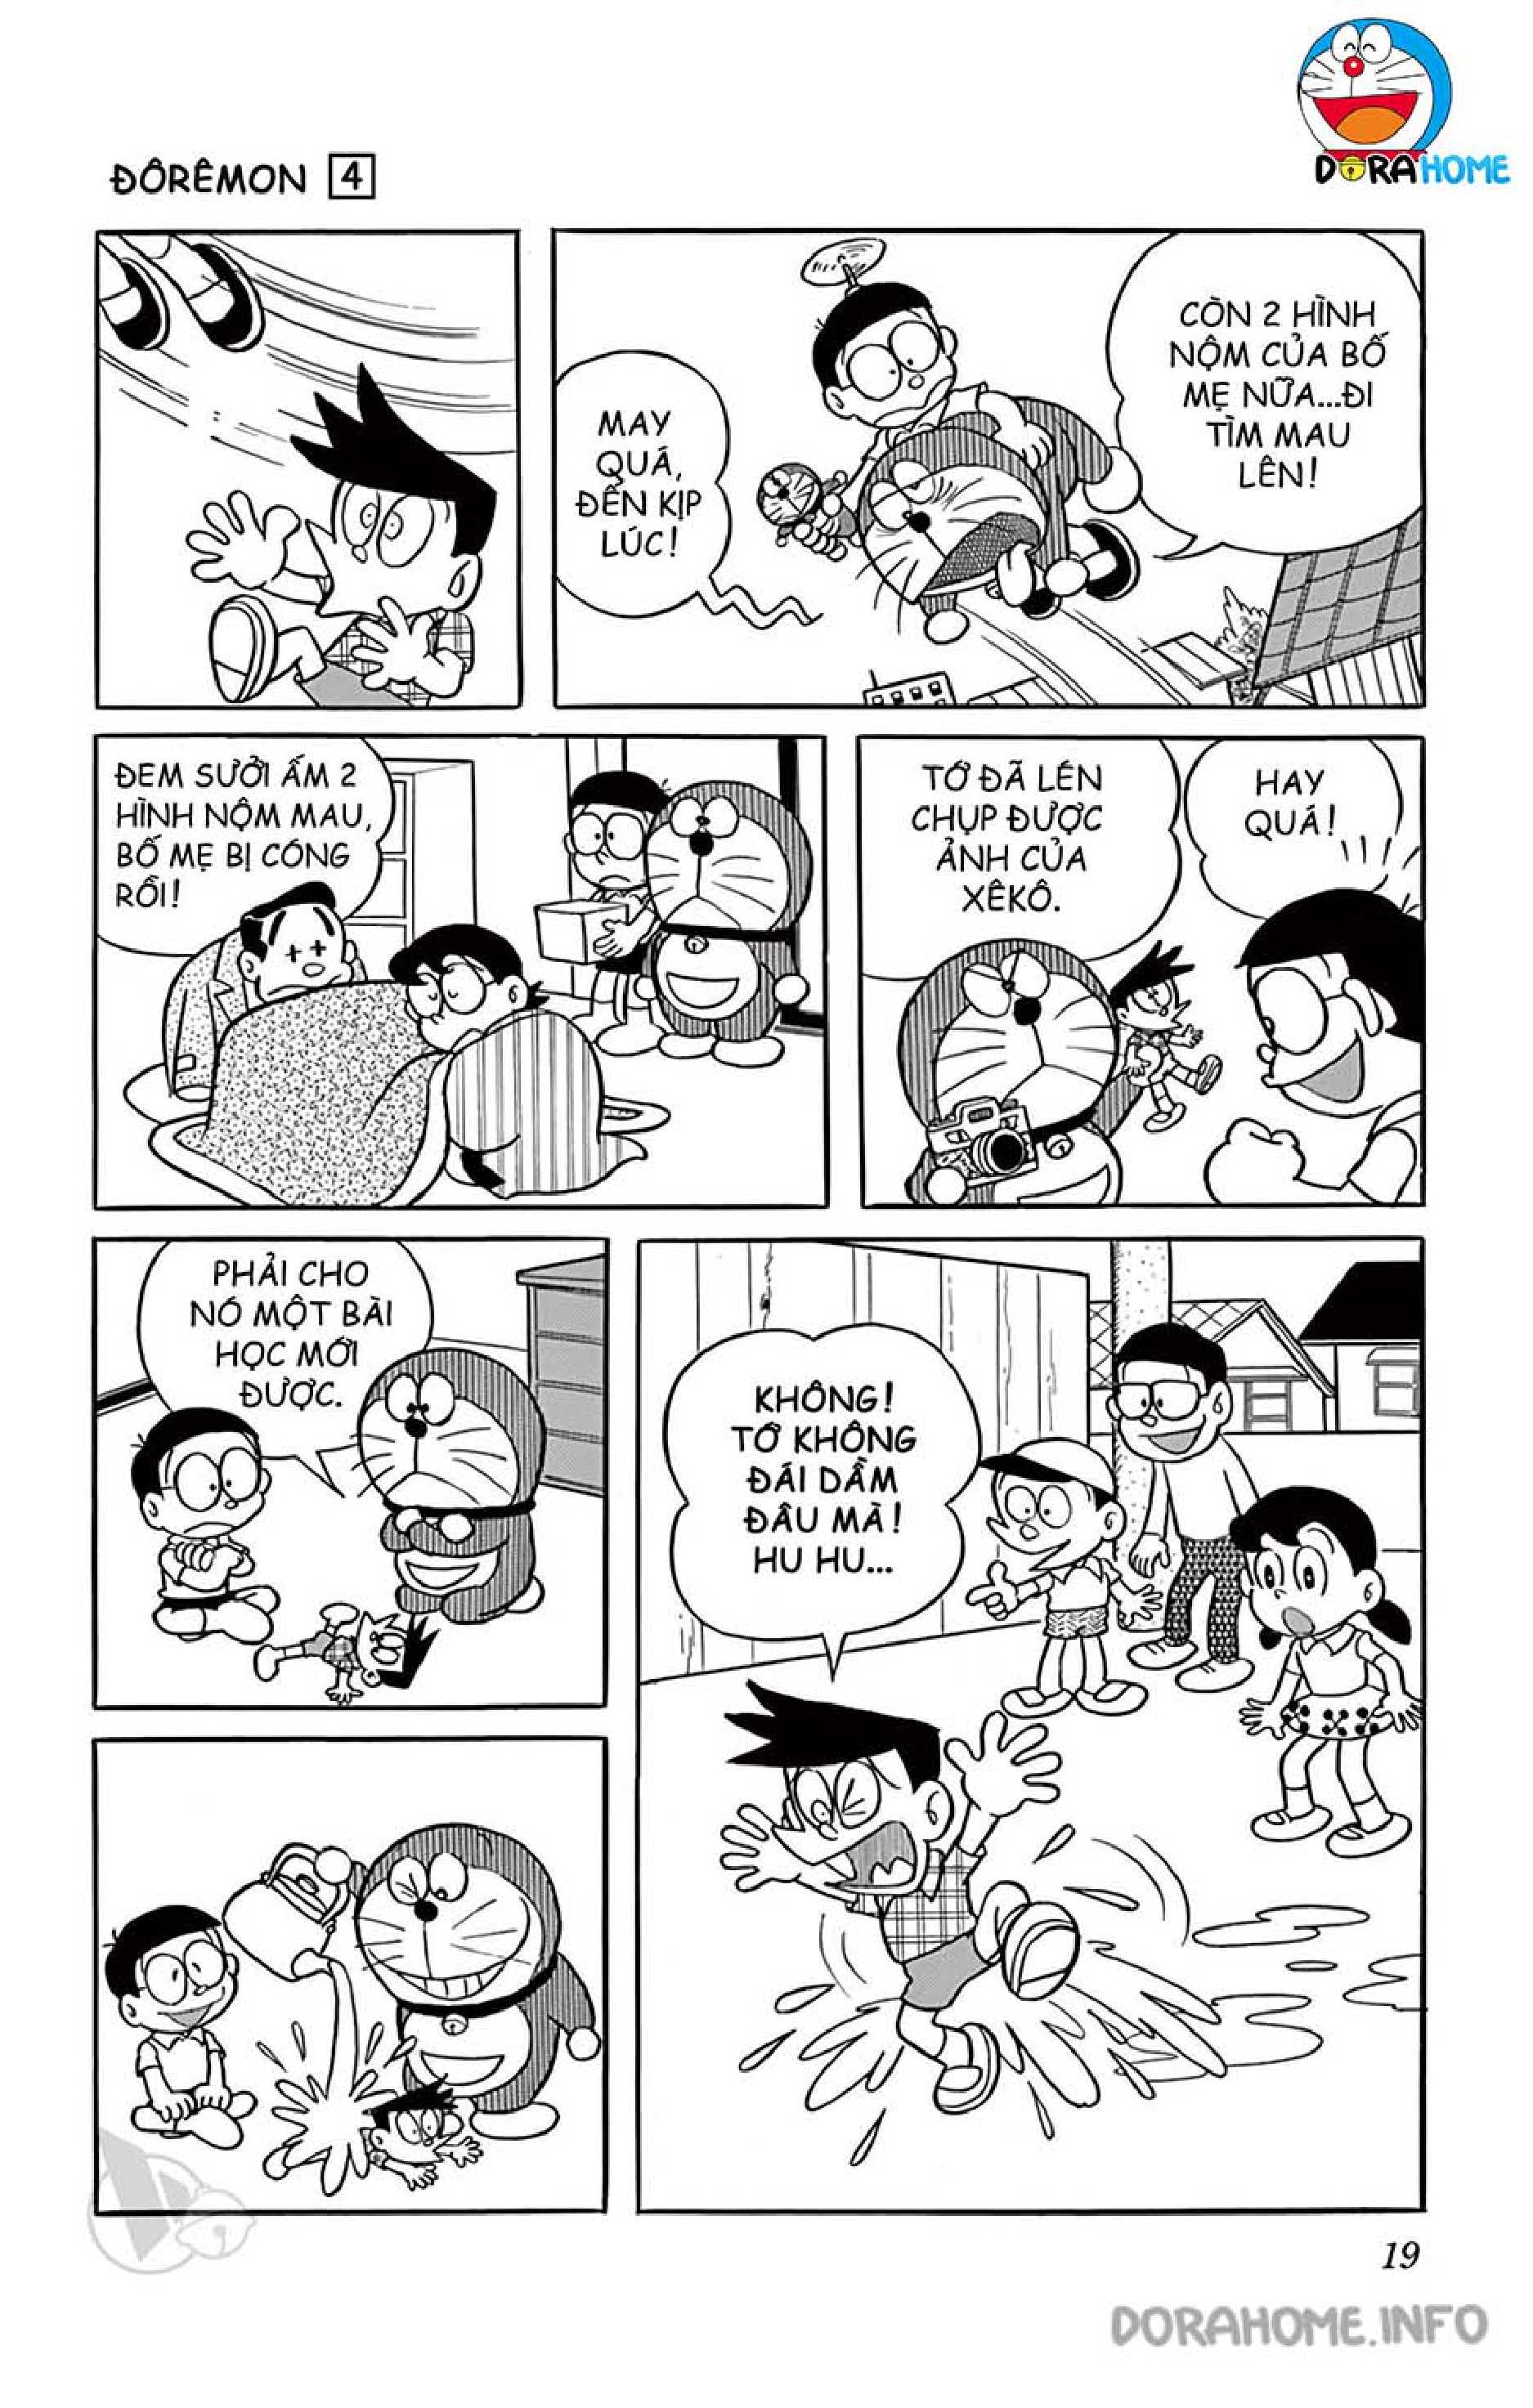 DORAHOME
ĐÔRÊMON 4
MAY
QUÁ,
ĐẾN KỊP
LÚC!
CÒN 2 HÌNH
NỘM CỦA BỐ
MẸ NỮA...ĐI
TÌM MAU
LÊN!
ĐEM SƯỞI ẤM 2
HÌNH NỘM MAU,
BỐ MẸ BỊ CÓNG
RỒI!
TỚ ĐÃ LÉN
CHỤP ĐƯỢC
ẢNH CỦA
XÊKÔ.
HAY
QUÁ!
PHẢI CHO
NÓ MỘT BÀI
HỌC MỚI
ĐƯỢC.
KHÔNG!
TỚ KHÔNG
ĐÁI DẦM
ĐÂU MÀ!
HU HU...
19
DORAHOME.INFO